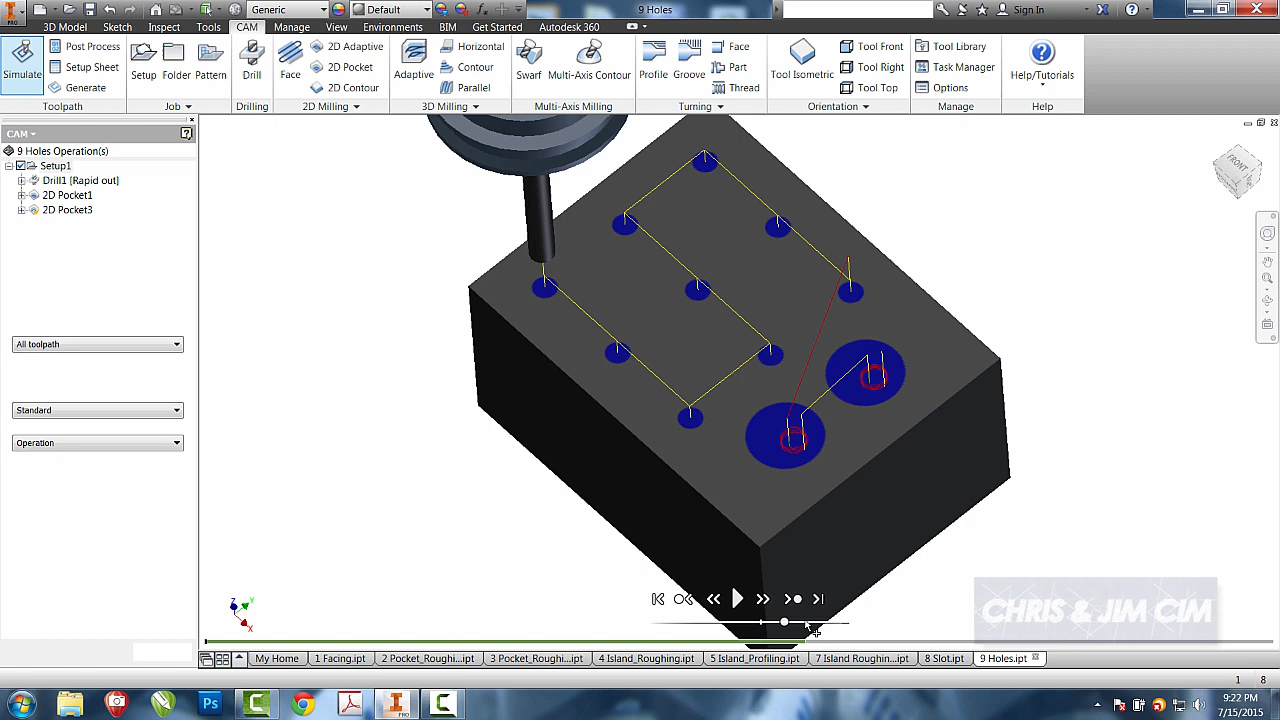 PRO
Generic
Default
9 Holes
Sign In
3D Model Sketch Inspect Tools CAM Manage View Environments BIM Get Started Autodesk 360
Simulate
Post Process
Setup Sheet
Generate
Toolpath
Setup Folder Pattern
Job
Drill
Drilling
Face
2D Adaptive
2D Pocket
2D Contour
2D Milling
Adaptive
Horizontal
Contour
Parallel
3D Milling
Swarf Multi-Axis Contour
Multi-Axis Milling
Profile Groove
Face
Part
Thread
Turning
Tool Isometric
Tool Front
Tool Right
Tool Top
Orientation
Tool Library
Task Manager
Options
Manage
Help/Tutorials
Help
CAM
9 Holes Operation(s)
Setup1
Drill1 [Rapid out]
2D Pocket1
2D Pocket3
All toolpath
Standard
Operation
FRONT
Z Y
X
CHRIS & JIM CIM
My Home 1 Facing.ipt 2 Pocket_Roughi...ipt 3 Pocket_Roughi...ipt 4 Island_Roughing.ipt 5 Island_Profiling.ipt 7 Island Roughin...ipt 8 Slot.ipt 9 Holes.ipt
1 8
Ps
PRO
9:22 PM
7/15/2015